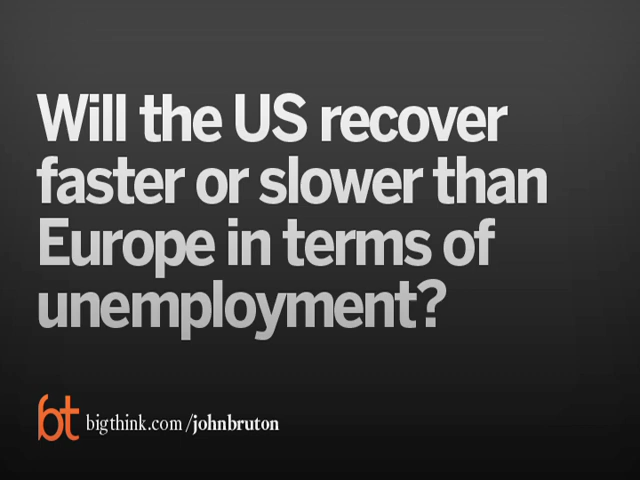 Will the US recover
faster or slower than
Europe in terms of
unemployment?
bt bigthink.com/johnbruton